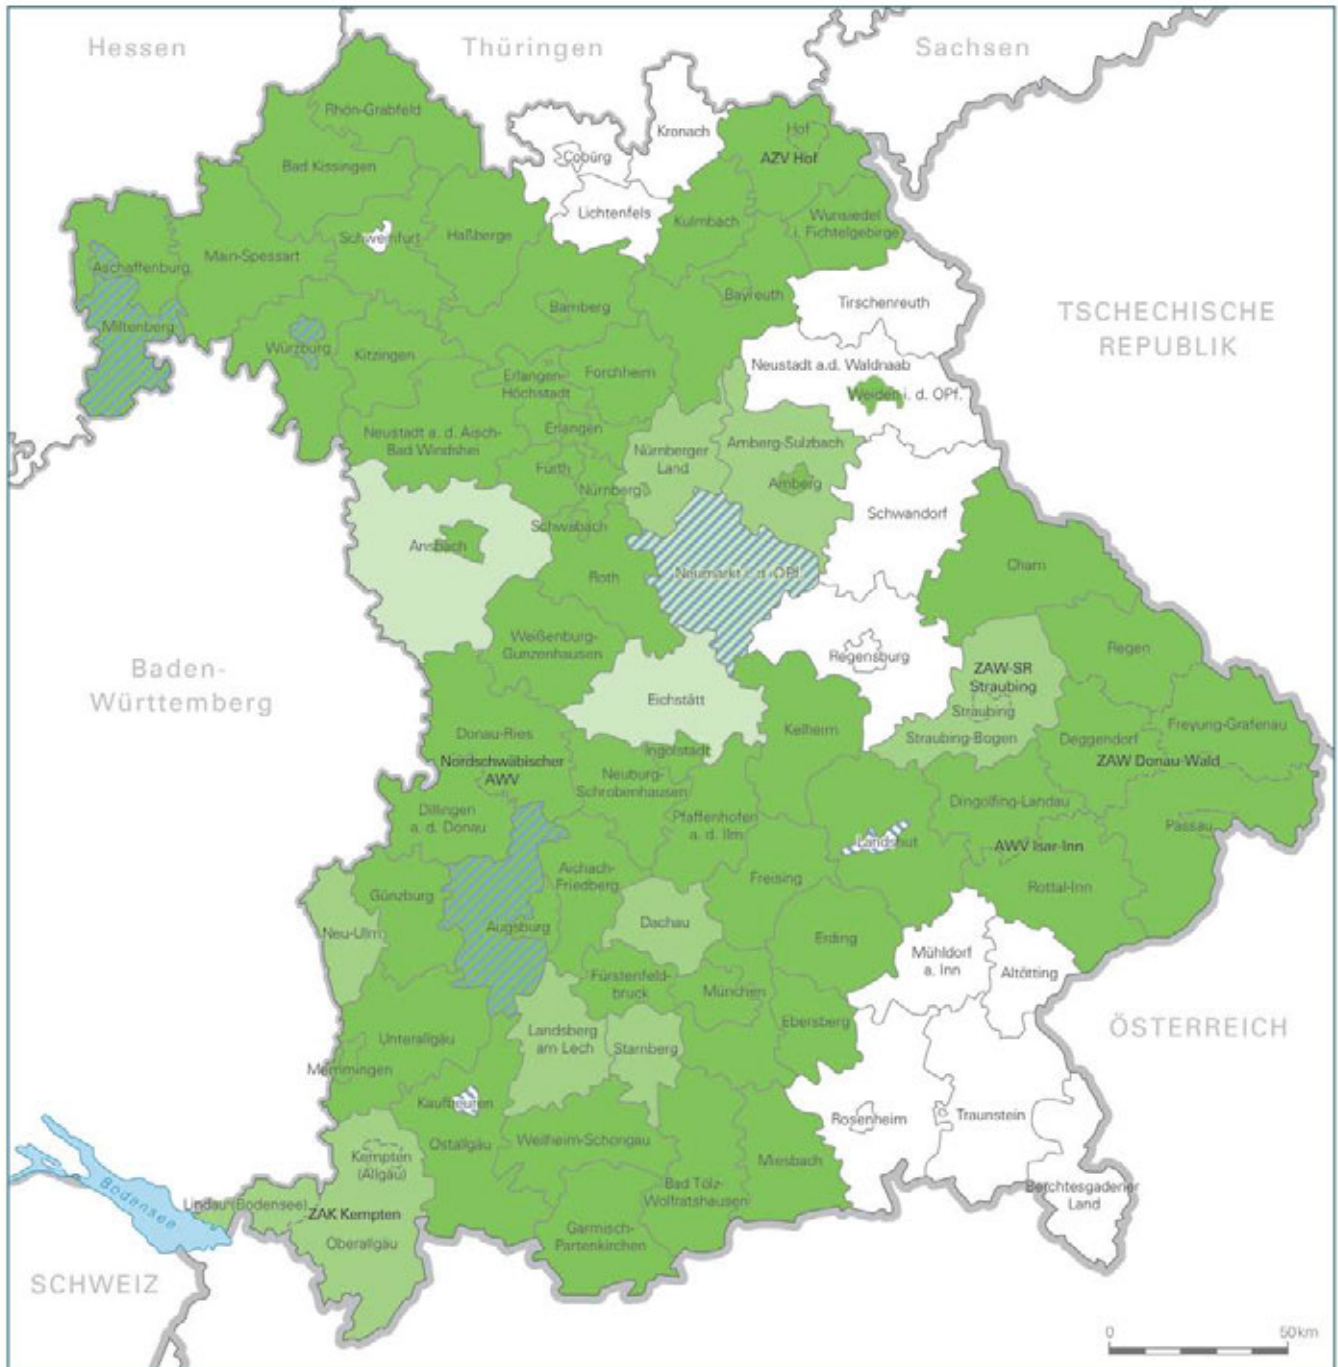 Hessen
Thüringen
Sachsen
Rhön-Grabfeld
Kronach
Hof
AZV Hof
Coburg
Bad Kissingen
Lichtenfels
Kulmbach
Wunsiedel
i. Fichtelgebirge
Schweinfurt
Haßberge
Main-Spessart
Aschaffenburg
Bayreuth
Tirschenreuth
Bamberg
TSCHECHISCHE
REPUBLIK
Miltenberg
Würzburg
Kitzingen
Neustadt a.d. Waldnaab
Erlangen-
Höchstadt
Forchheim
Weiden i. d. OPf.
Neustadt a. d. Aisch-
Bad Windshei
Erlangen
Nürnberger
Land
Amberg-Sulzbach
Fürth
Nürnberg
Amberg
Schwandorf
Schwabach
Ansbach
Roth
Neumarkt i. d. OPf.
Cham
Weißenburg-
Gunzenhausen
Regensburg
Regen
Baden-
Württemberg
ZAW-SR
Straubing
Eichstätt
Straubing
Kelheim
Straubing-Bogen
Deggendorf
Freyung-Grafenau
Donau-Ries
Ingolstadt
Nordschwäbischer
AWV
ZAW Donau-Wald
Neuburg-
Schrobenhausen
Dingolfing-Landau
Dillingen
a. d. Donau
Pfaffenhofen
a. d. Ilm
Passau
Landshut
AWV Isar-Inn
Aichach-
Friedberg
Freising
Rottal-Inn
Günzburg
Neu-Ulm
Augsburg
Dachau
Erding
Mühldorf
a. Inn
Altötting
Fürstenfeld-
bruck
München
Ebersberg
ÖSTERREICH
Unterallgäu
Landsberg
am Lech
Starnberg
Memmingen
Kaufbeuren
Rosenheim
Traunstein
Ostallgäu
Weilheim-Schongau
Miesbach
Kempten
(Allgäu)
Bad Tölz-
Wolfratshausen
Berchtesgadener
Land
Bodensee
Lindau (Bodensee)
ZAK Kempten
Oberallgäu
Garmisch-
Partenkirchen
SCHWEIZ
0 50 km